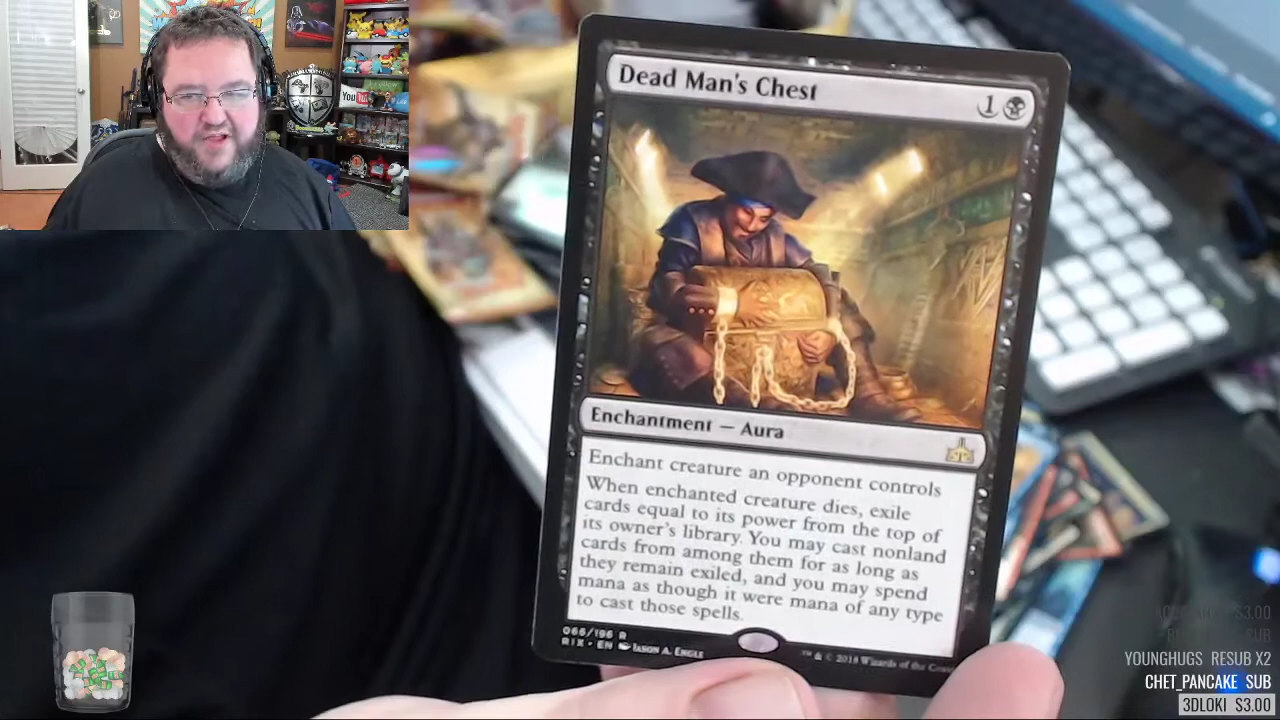 Dead Man's Chest
1
Enchantment — Aura
Enchant creature an opponent controls
When enchanted creature dies, exile
cards equal to its power from the top of
its owner's library. You may cast nonland
cards from among them for as long as
they remain exiled, and you may spend
mana as though it were mana of any type
to cast those spells.
066/196 R
RIX • EN JASON A. ENGLE
™ & © 2018 Wizards of the
You
$3.00
SUB
YOUNGHUGS RESUB X2
CHET_PANCAKE SUB
3DLOKI $3.00